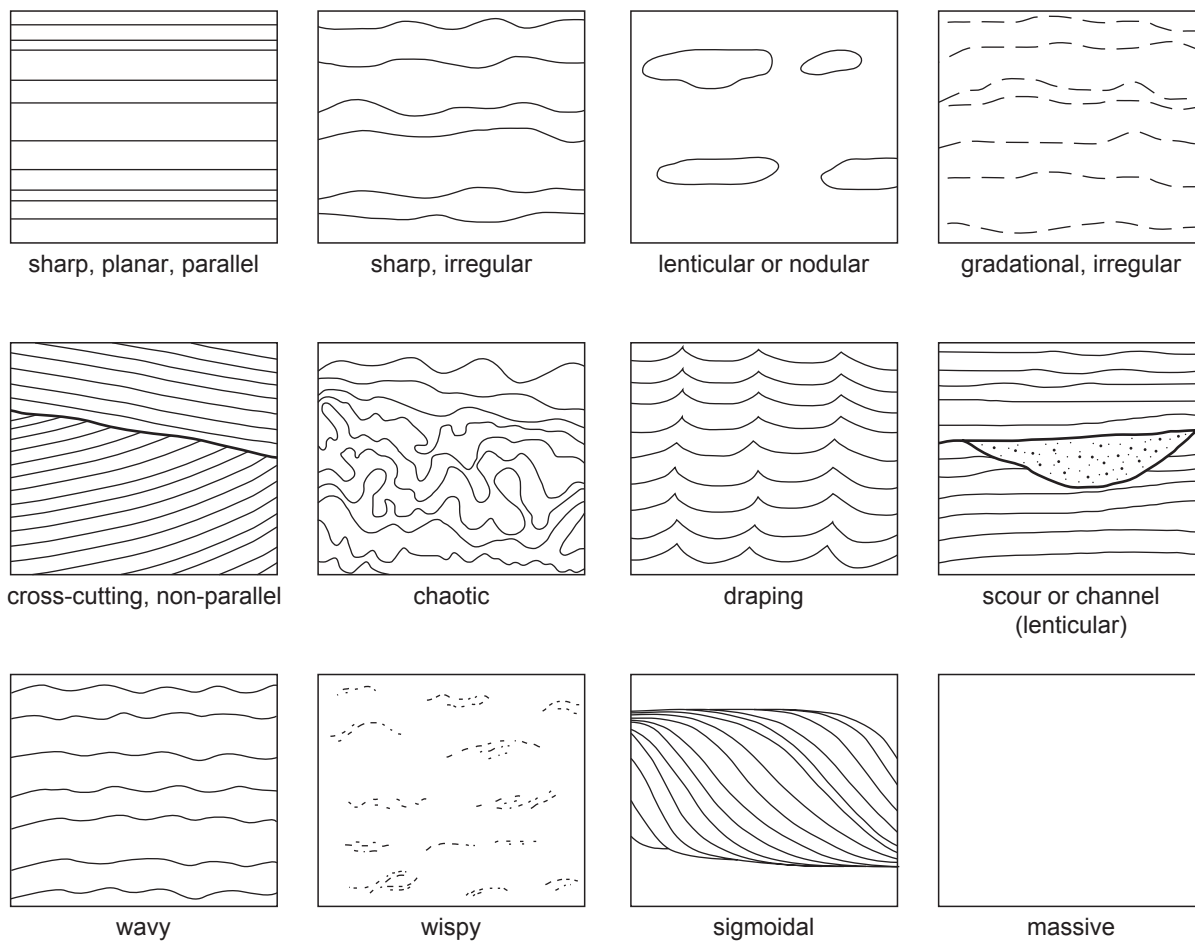 sharp, planar, parallel
sharp, irregular
lenticular or nodular
gradational, irregular
cross-cutting, non-parallel
chaotic
draping
scour or channel
(lenticular)
wavy
wispy
sigmoidal
massive